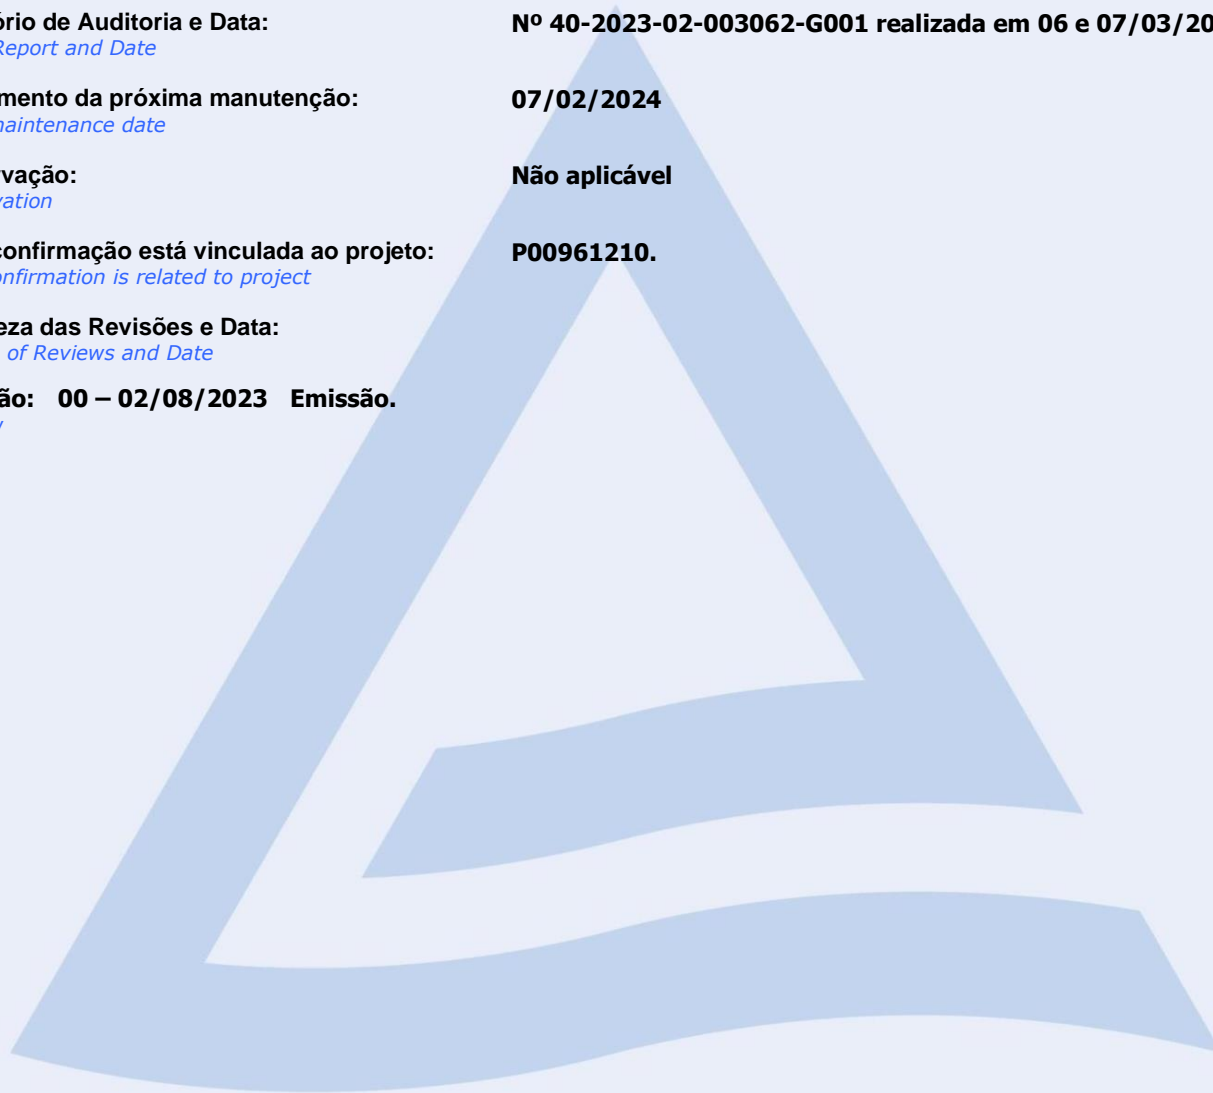 ório de Auditoria e Data: Nº 40-2023-02-003062-G001 realizada em 06 e 07/03/20
Report and Date
mento da próxima manutenção: 07/02/2024
maintenance date
rvação: Não aplicável
vation
confirmação está vinculada ao projeto: P00961210.
onfirmation is related to project
eza das Revisões e Data:
of Reviews and Date
ão: 00 – 02/08/2023 Emissão.